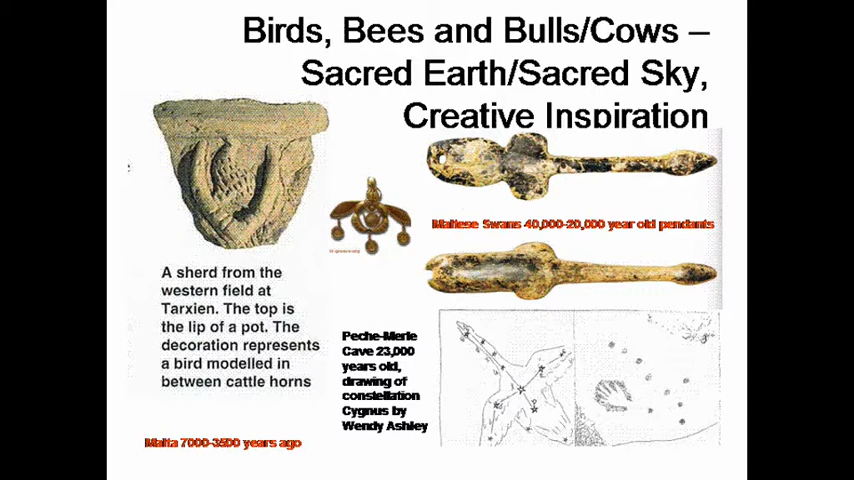 Birds, Bees and Bulls/Cows –
Sacred Earth/Sacred Sky,
Creative Inspiration
Maltese Swans 40,000-20,000 year old pendants
A sherd from the
western field at
Tarxien. The top is
the lip of a pot. The
decoration represents
a bird modelled in
between cattle horns
Peche-Merle
Cave 23,000
years old,
drawing of
constellation
Cygnus by
Wendy Ashley
Malta 7000-3500 years ago